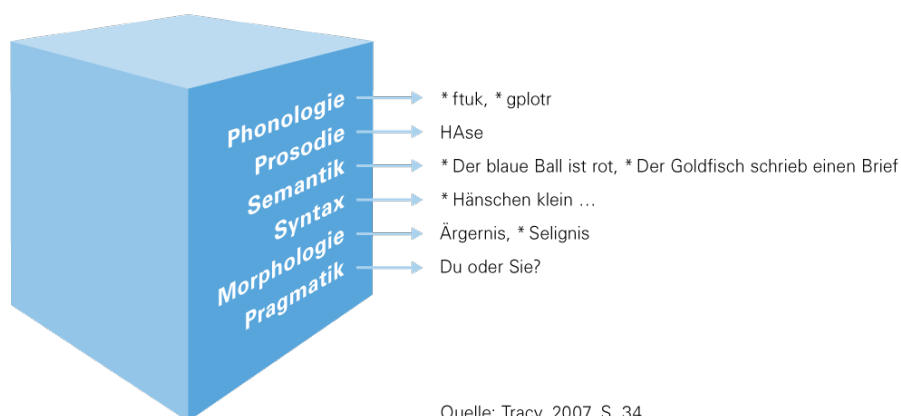 Phonologie
Prosodie
Semantik
Syntax
Morphologie
Pragmatik
* ftuk, * gplotr
HAse
* Der blaue Ball ist rot, * Der Goldfisch schrieb einen Brief
* Hänschen klein ...
Ärgernis, * Selignis
Du oder Sie?
Quelle: Tracy, 2007, S. 34